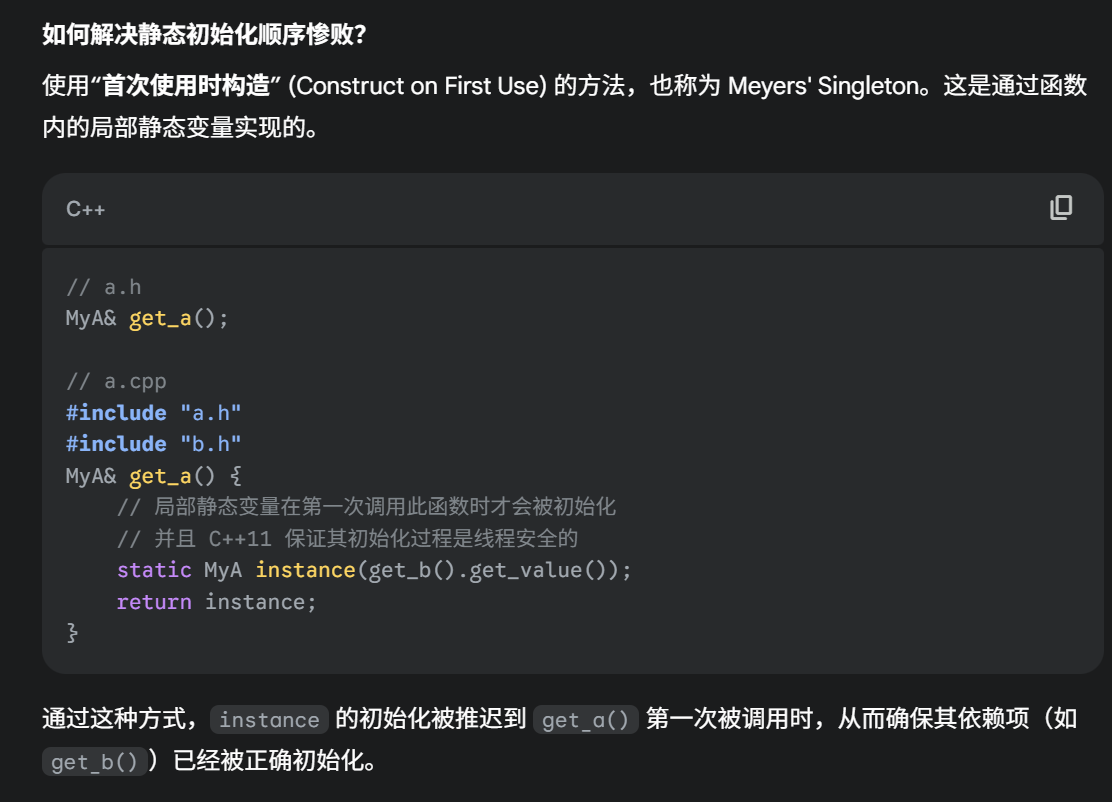 如何解决静态初始化顺序惨败？
使用“首次使用时构造” (Construct on First Use) 的方法，也称为 Meyers' Singleton。这是通过函数
内的局部静态变量实现的。
C++
// a.h
MyA& get_a();
// a.cpp
#include "a.h"
#include "b.h"
MyA& get_a() {
    // 局部静态变量在第一次调用此函数时才会被初始化
    // 并且 C++11 保证其初始化过程是线程安全的
    static MyA instance(get_b().get_value());
    return instance;
}
通过这种方式，instance 的初始化被推迟到 get_a() 第一次被调用时，从而确保其依赖项（如
get_b()）已经被正确初始化。